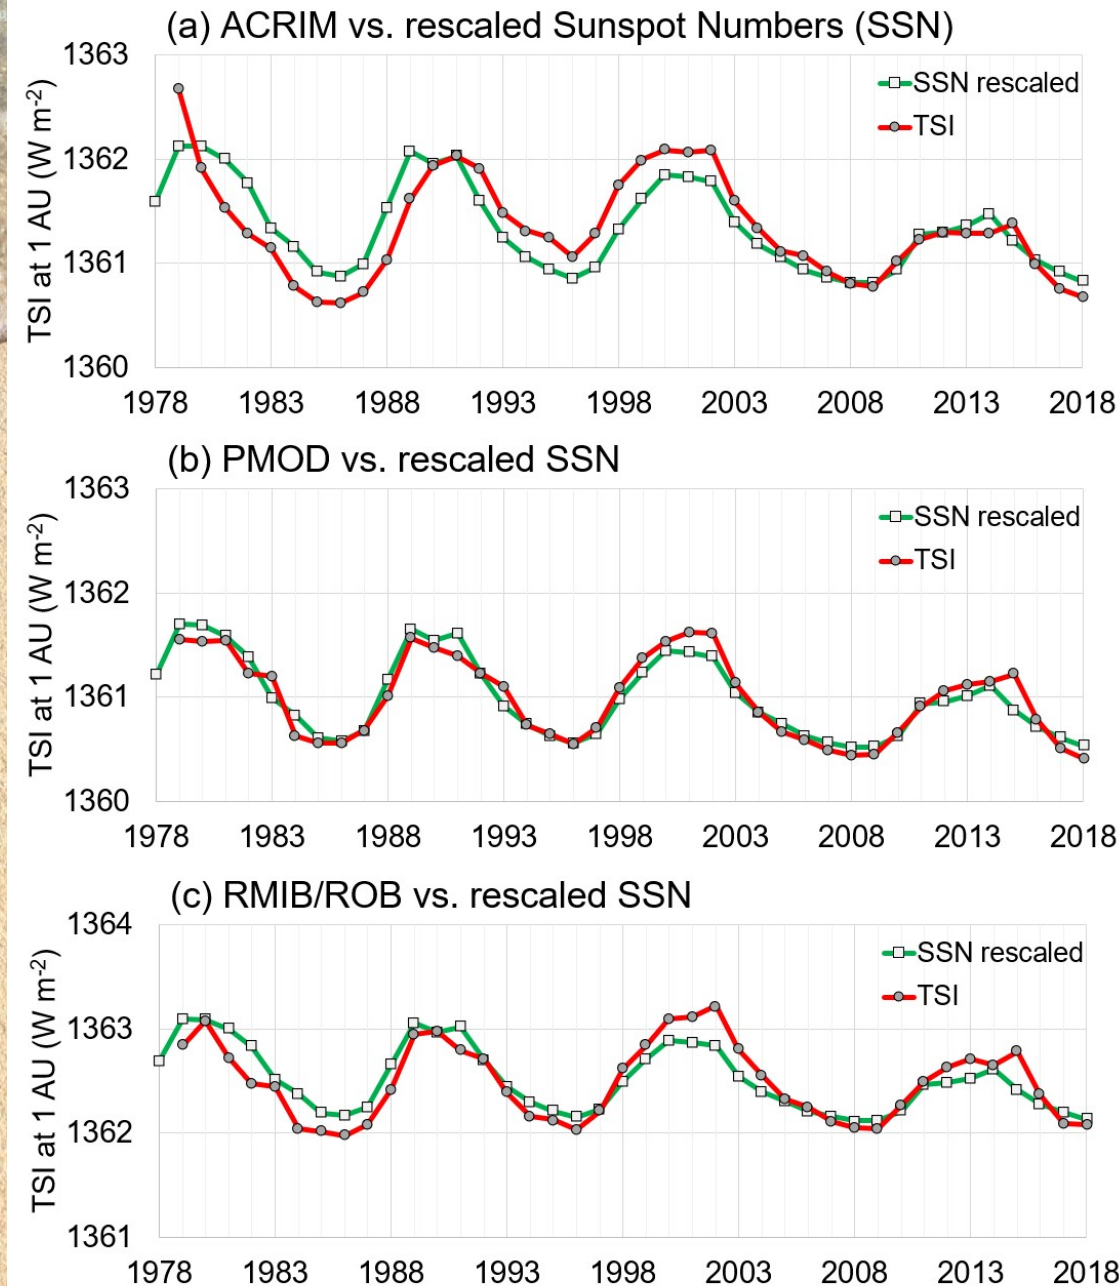 (a) ACRIM vs. rescaled Sunspot Numbers (SSN)
TSI at 1 AU (W m-2)
1363
1362
1361
1360
SSN rescaled
TSI
1978 1983 1988 1993 1998 2003 2008 2013 2018
(b) PMOD vs. rescaled SSN
TSI at 1 AU (W m-2)
1363
1362
1361
1360
SSN rescaled
TSI
1978 1983 1988 1993 1998 2003 2008 2013 2018
(c) RMIB/ROB vs. rescaled SSN
TSI at 1 AU (W m-2)
1364
1363
1362
1361
SSN rescaled
TSI
1978 1983 1988 1993 1998 2003 2008 2013 2018